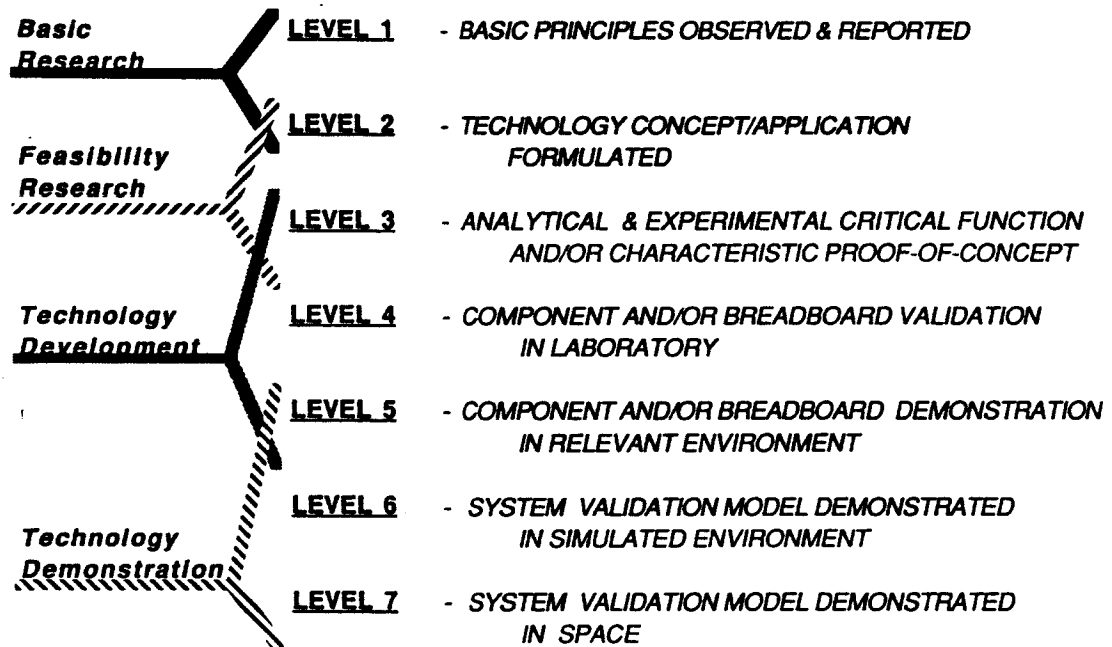 Basic
Research
LEVEL 1 - BASIC PRINCIPLES OBSERVED & REPORTED
LEVEL 2 - TECHNOLOGY CONCEPT/APPLICATION
FORMULATED
Feasibility
Research
LEVEL 3 - ANALYTICAL & EXPERIMENTAL CRITICAL FUNCTION
AND/OR CHARACTERISTIC PROOF-OF-CONCEPT
Technology
Development
LEVEL 4 - COMPONENT AND/OR BREADBOARD VALIDATION
IN LABORATORY
LEVEL 5 - COMPONENT AND/OR BREADBOARD DEMONSTRATION
IN RELEVANT ENVIRONMENT
LEVEL 6 - SYSTEM VALIDATION MODEL DEMONSTRATED
IN SIMULATED ENVIRONMENT
Technology
Demonstration
LEVEL 7 - SYSTEM VALIDATION MODEL DEMONSTRATED
IN SPACE